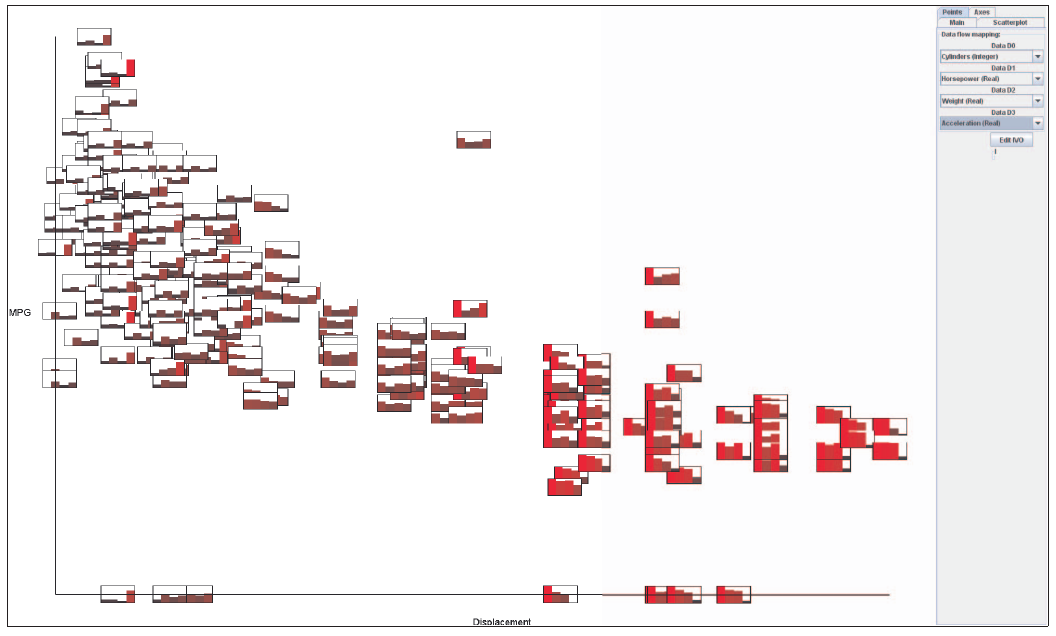 Points Axes
Main Scatterplot
Data flow mapping:
Data D0
Cylinders (Integer)
Data D1
Horsepower (Real)
Data D2
Weight (Real)
Data D3
Acceleration (Real)
Edit IVO
MPG
Displacement